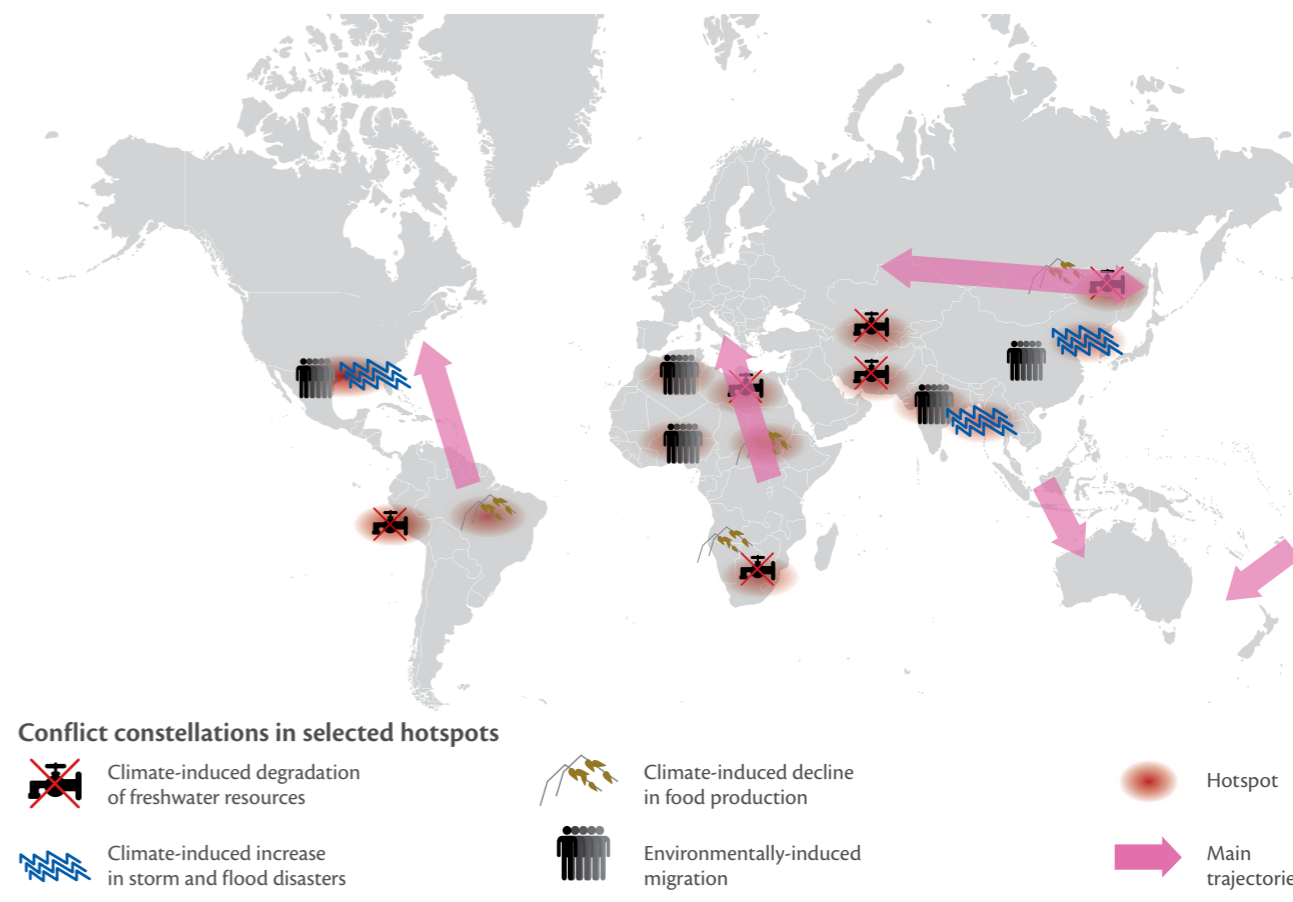 Conflict constellations in selected hotspots
Climate-induced degradation
of freshwater resources
Climate-induced decline
in food production
Hotspot
Climate-induced increase
in storm and flood disasters
Environmentally-induced
migration
Main
trajectorie